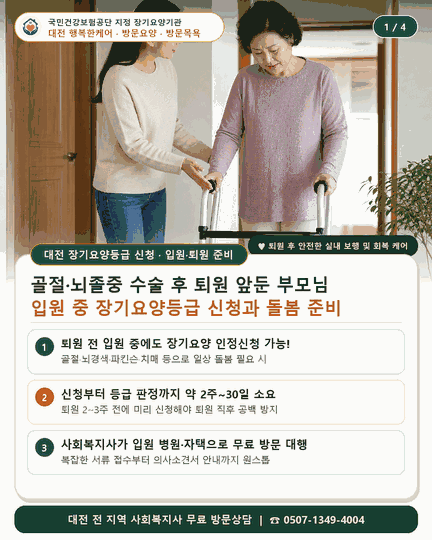 국민건강보험공단 지정 장기요양기관
대전 행복한케어 · 방문요양 · 방문목욕
1 / 4
♥ 퇴원 후 안전한 실내 보행 및 회복 케어
대전 장기요양등급 신청 · 입원·퇴원 준비
골절·뇌졸중 수술 후 퇴원 앞둔 부모님
입원 중 장기요양등급 신청과 돌봄 준비
1 퇴원 전 입원 중에도 장기요양 인정신청 가능!
골절·뇌경색·파킨슨 치매 등으로 일상 돌봄 필요 시
2 신청부터 등급 판정까지 약 2주~30일 소요
퇴원 2~3주 전에 미리 신청해야 퇴원 직후 공백 방지
3 사회복지사가 입원 병원·자택으로 무료 방문 대행
복잡한 서류 접수부터 의사소견서 안내까지 원스톱
대전 전 지역 사회복지사 무료 방문상담 | ☎ 0507-1349-4004